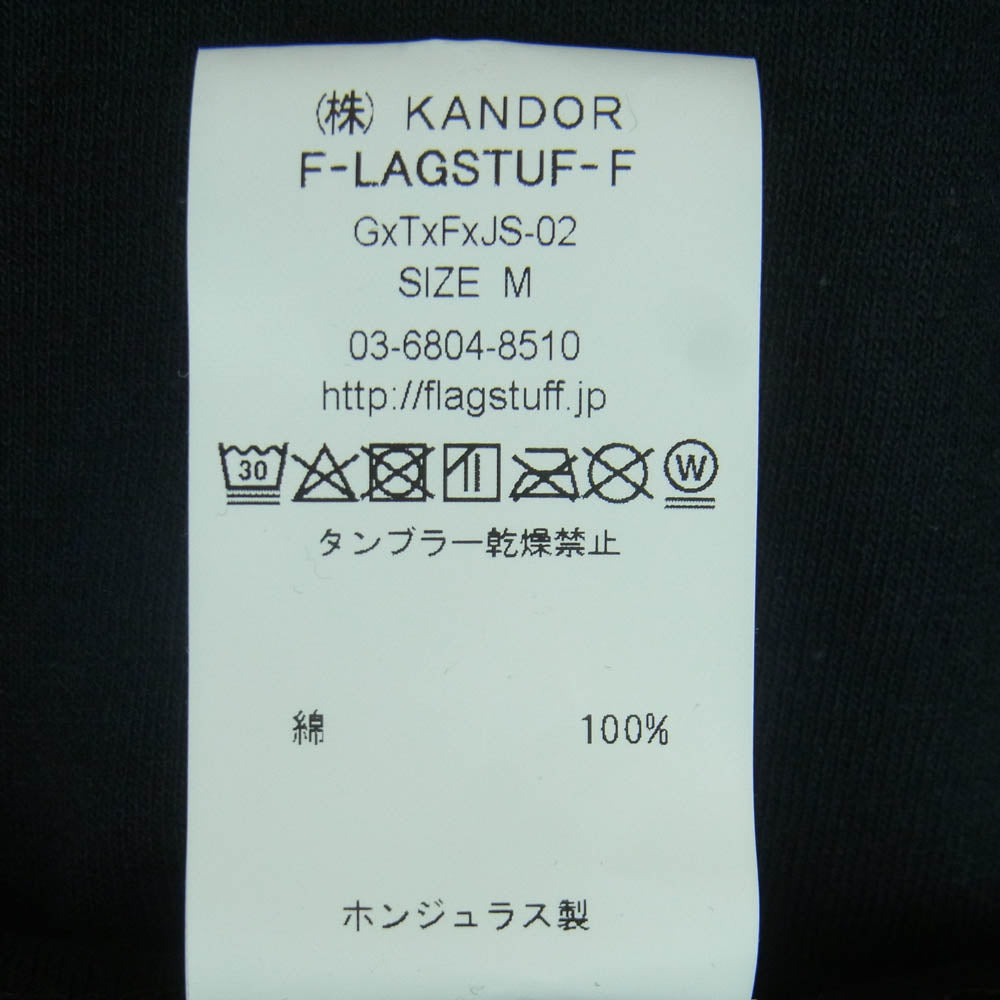 (株) KANDOR
F-LAGSTUF-F
GxTxFxJS-02
SIZE M
03-6804-8510
http://flagstuff.jp
30 W
タンブラー乾燥禁止
綿 100%
ホンジュラス製